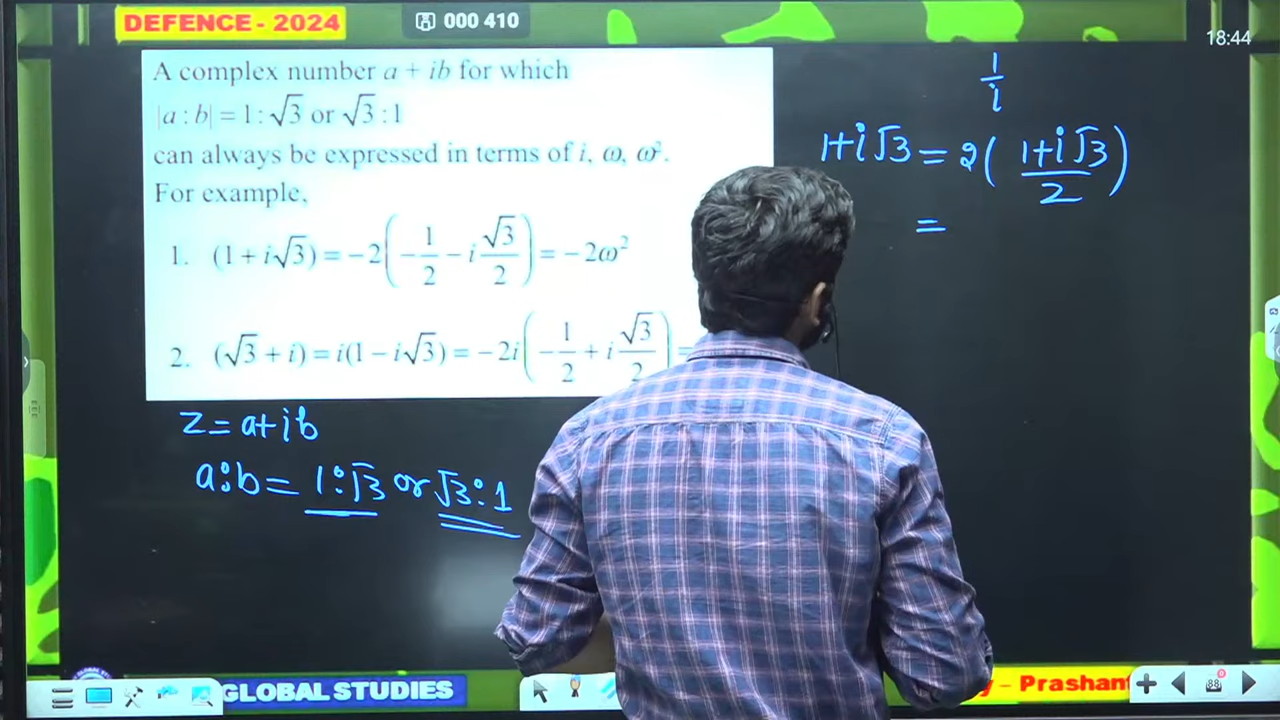 DEFENCE - 2024
000 410
18:44
A complex number a + ib for which
|a : b| = 1 : √3 or √3 : 1
can always be expressed in terms of i, ω, ω².
For example,
1. (1 + i√3) = −2(−1/2 − i √3/2) = −2ω²
2. (√3 + i) = i(1 − i√3) = −2i(−1/2 + i √3/2) =
z = a+ib
a:b = 1:√3 or √3:1
1/i
1+i√3 = 2( 1+i√3 / 2 )
=
GLOBAL STUDIES
y - Prashant
88